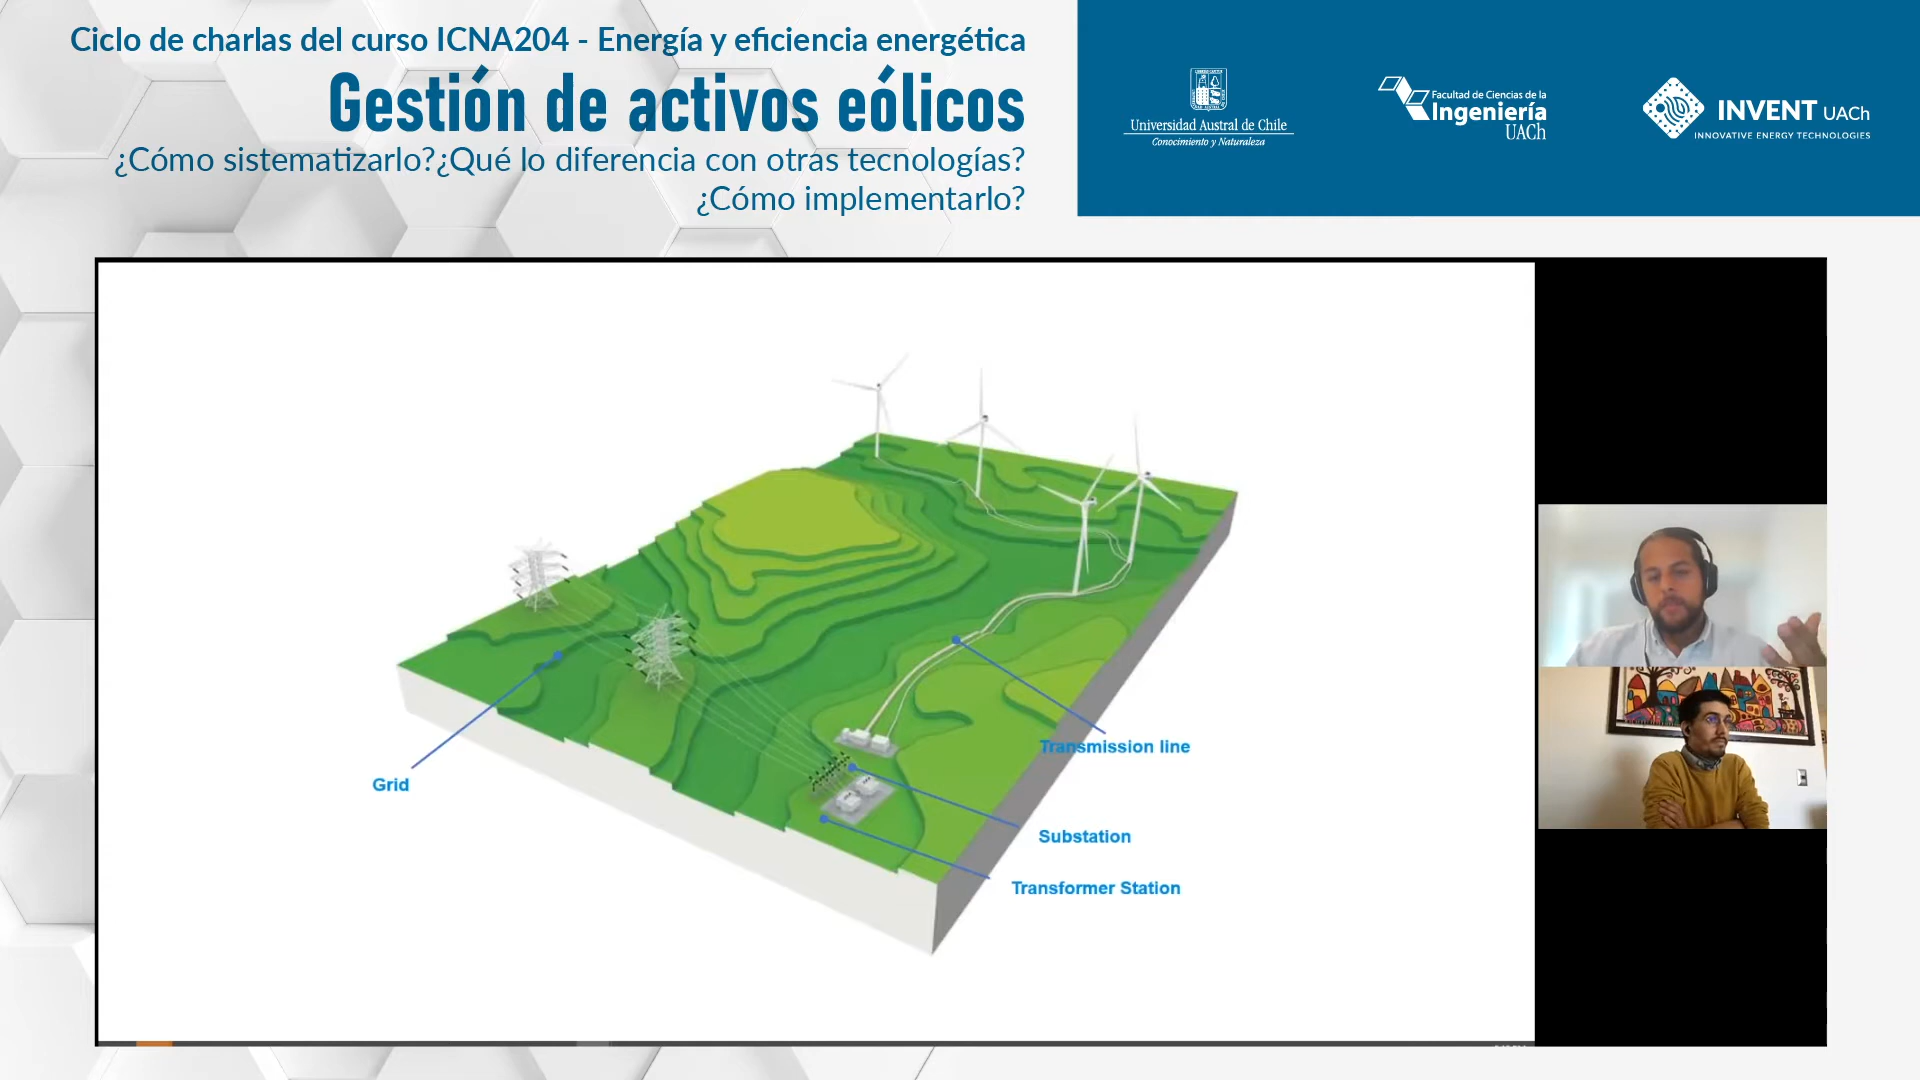 Ciclo de charlas del curso ICNA204 - Energía y eficiencia energética
Gestión de activos eólicos
¿Cómo sistematizarlo?¿Qué lo diferencia con otras tecnologías?
¿Cómo implementarlo?
Universidad Austral de Chile
Conocimiento y Naturaleza
Facultad de Ciencias de la
Ingeniería
UACh
INVENT UACh
INNOVATIVE ENERGY TECHNOLOGIES
Transmission line
Grid
Substation
Transformer Station